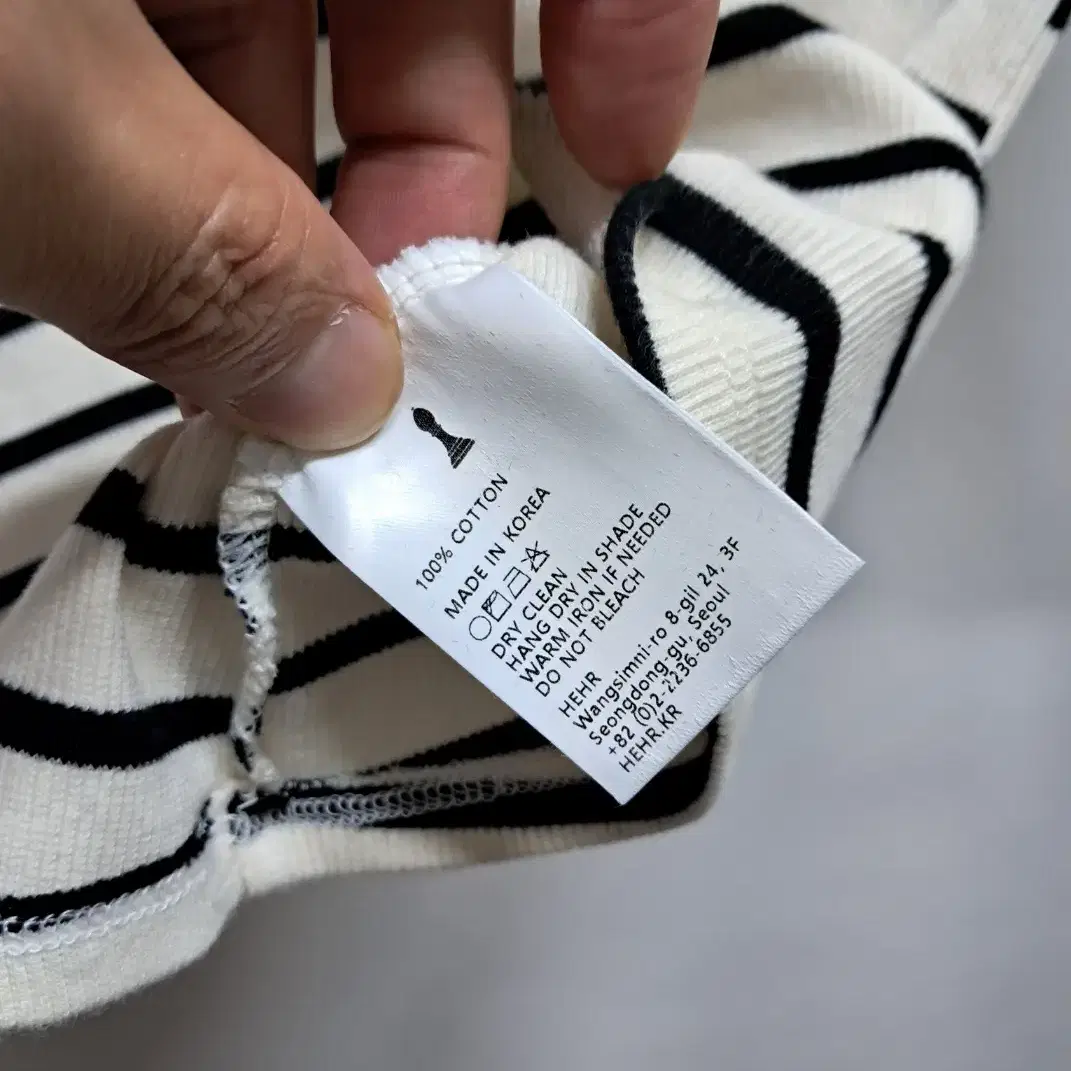 100% COTTON
MADE IN KOREA
DRY CLEAN
HANG DRY IN SHADE
WARM IRON IF NEEDED
DO NOT BLEACH
HEHR
Wangsimni-ro 8-gil 24, 3F
Seongdong-gu, Seoul
+82 (0)2-2236-6855
HEHR.KR